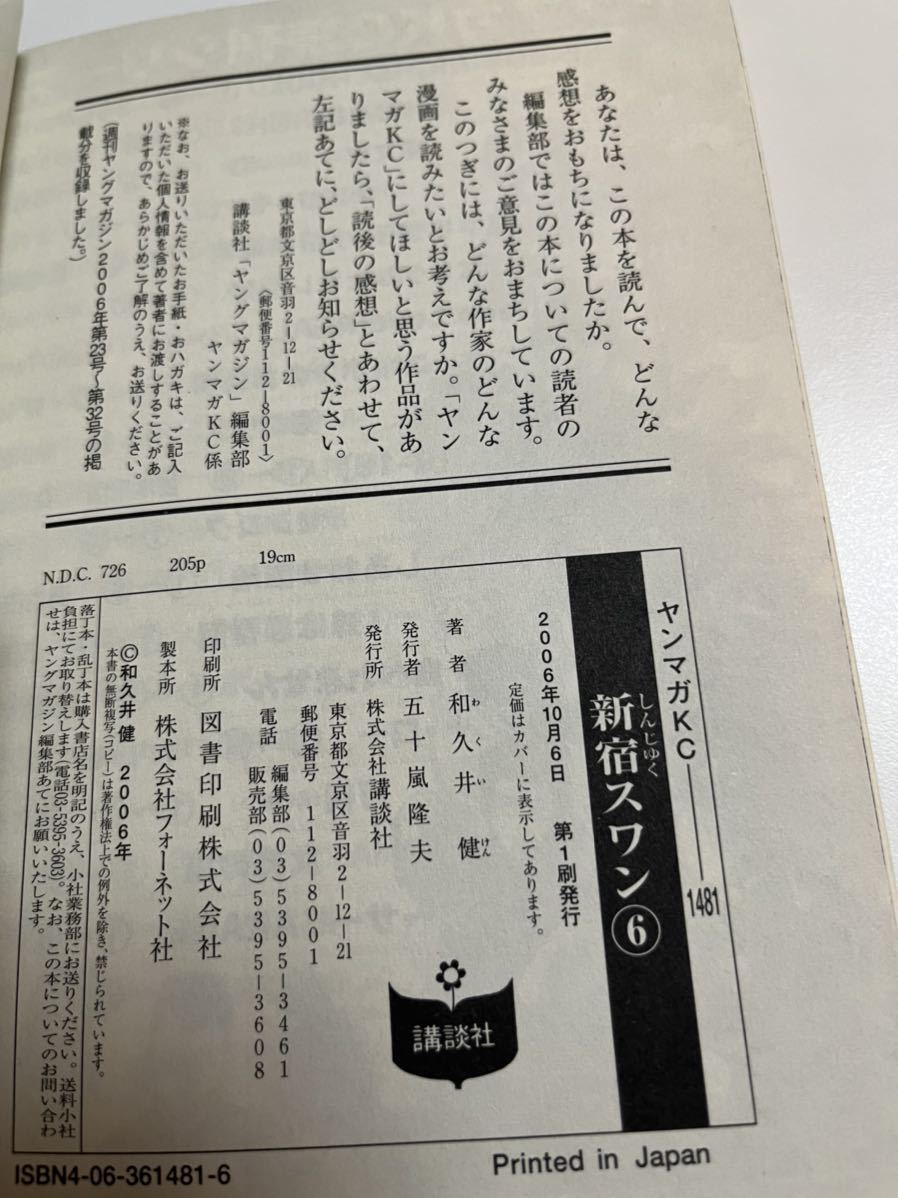 あなたは、この本を読んで、どんな
感想をおもちになりましたか。
編集部ではこの本についての読者の
みなさまのご意見をおまちしています。
このつぎには、どんな作家のどんな
漫画を読みたいとお考えですか。「ヤン
マガKC」にしてほしいと思う作品があ
りましたら、「読後の感想」とあわせて、
左記あてに、どしどしお知らせください。
東京都文京区音羽2―12―21
〈郵便番号112―8001〉
講談社「ヤングマガジン」編集部
ヤンマガKC係
※なお、お送りいただいたお手紙・おハガキは、ご記入
いただいた個人情報を含めて著者にお渡しすることがあ
りますので、あらかじめご了解のうえ、お送りください。
(週刊ヤングマガジン2006年第23号〜第32号の掲
載分を収録しました。)
N.D.C. 726 205p 19cm
ヤンマガKC―1481
しんじゅく
新宿スワン⑥
2006年10月6日 第1刷発行
定価はカバーに表示してあります。
著者 和久井健
わくいけん
発行者 五十嵐隆夫
発行所 株式会社講談社
東京都文京区音羽2―12―21
郵便番号 112―8001
電話 編集部(03)5395―3461
販売部(03)5395―3608
印刷所 図書印刷株式会社
製本所 株式会社フォーネット社
©和久井健 2006年
本書の無断複写(コピー)は著作権法上での例外を除き、禁じられています。
落丁本・乱丁本は購入書店名を明記のうえ、小社業務部にお送りください。送料小社
負担にてお取り替えします(電話03-5395-3603)。なお、この本についてのお問い合わ
せは、ヤングマガジン編集部あてにお願いいたします。
講談社
ISBN4-06-361481-6
Printed in Japan